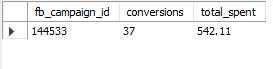 fb_campaign_id conversions total_spent
144533 37 542.11